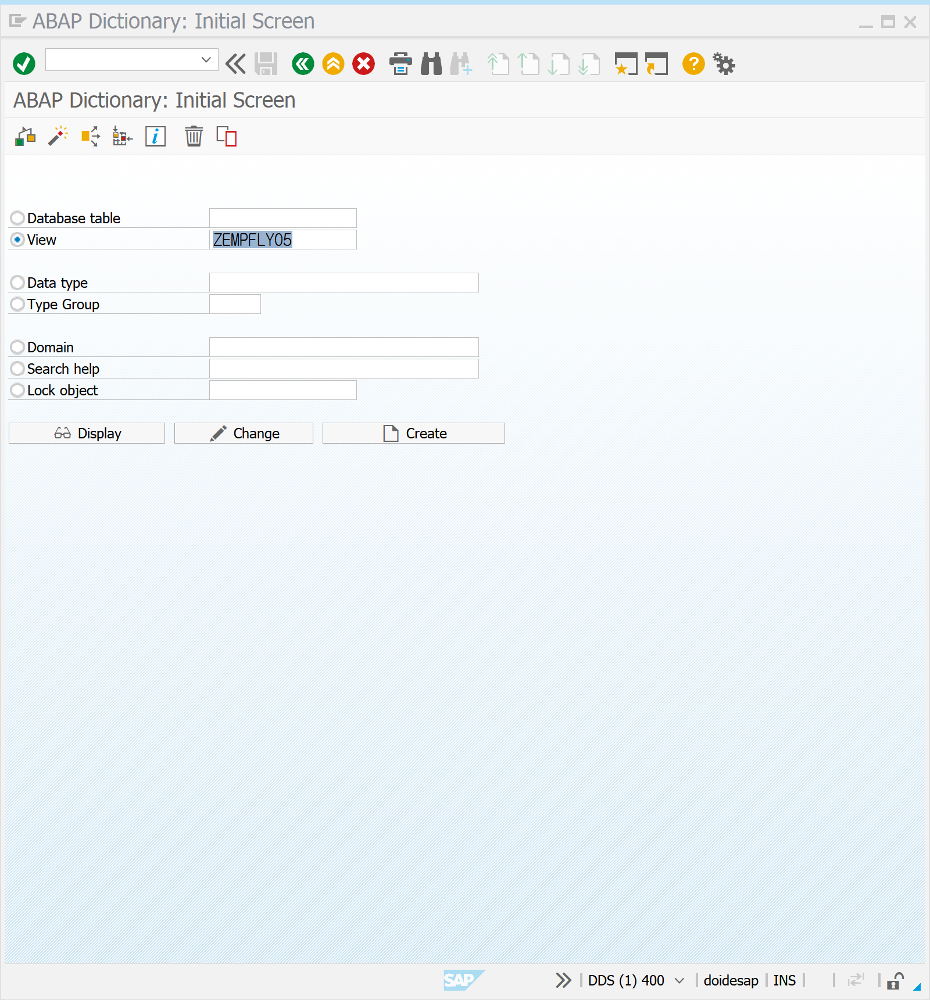 ABAP Dictionary: Initial Screen
ABAP Dictionary: Initial Screen
Database table
View ZEMPFLY05
Data type
Type Group
Domain
Search help
Lock object
Display Change Create
SAP DDS (1) 400 doidesap INS